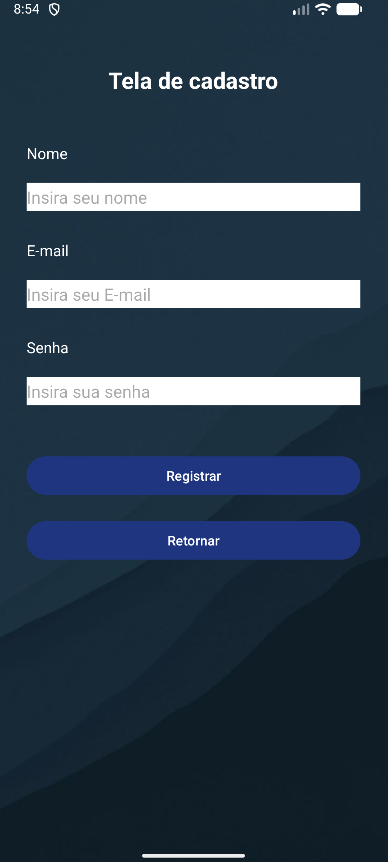 8:54
Tela de cadastro
Nome
Insira seu nome
E-mail
Insira seu E-mail
Senha
Insira sua senha
Registrar
Retornar